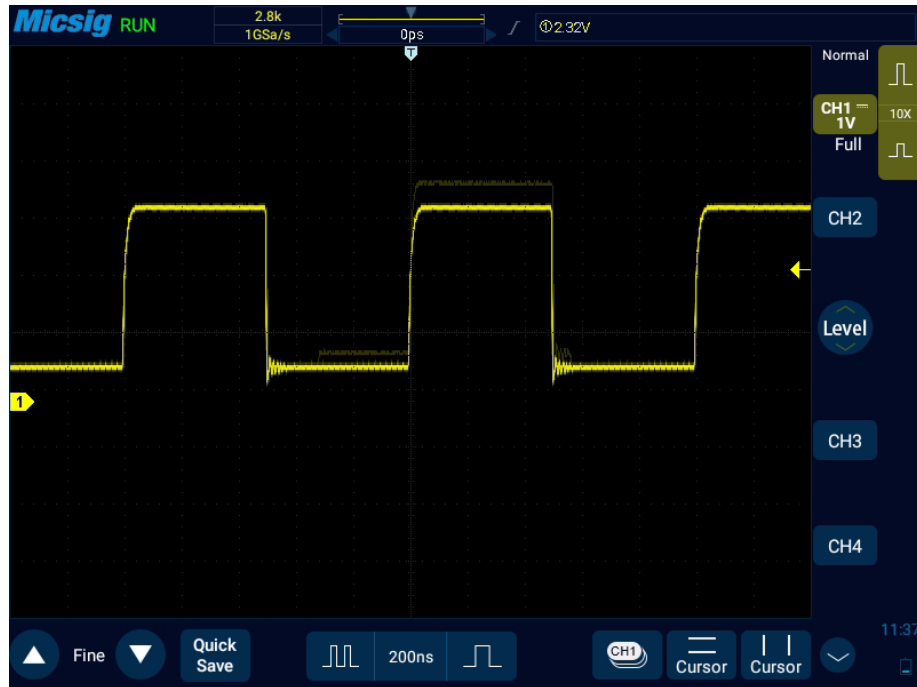 Micsig RUN
2.8k
1GSa/s
0ps
T
①2.32V
Normal
CH1
1V
10X
Full
CH2
Level
1
CH3
CH4
Fine
Quick
Save
200ns
CH1
Cursor
Cursor
11:37